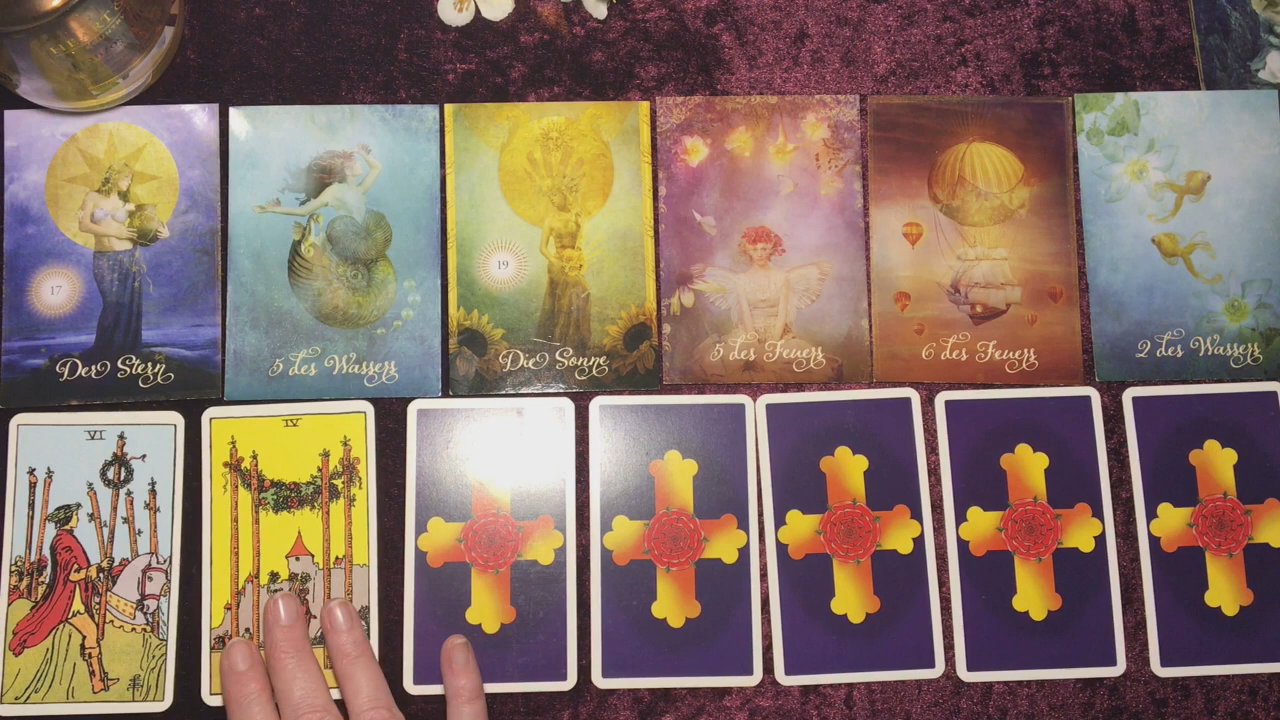 17
Der Stern
5 des Wassers
19
Die Sonne
5 des Feuers
6 des Feuers
2 des Wassers
VI
IV